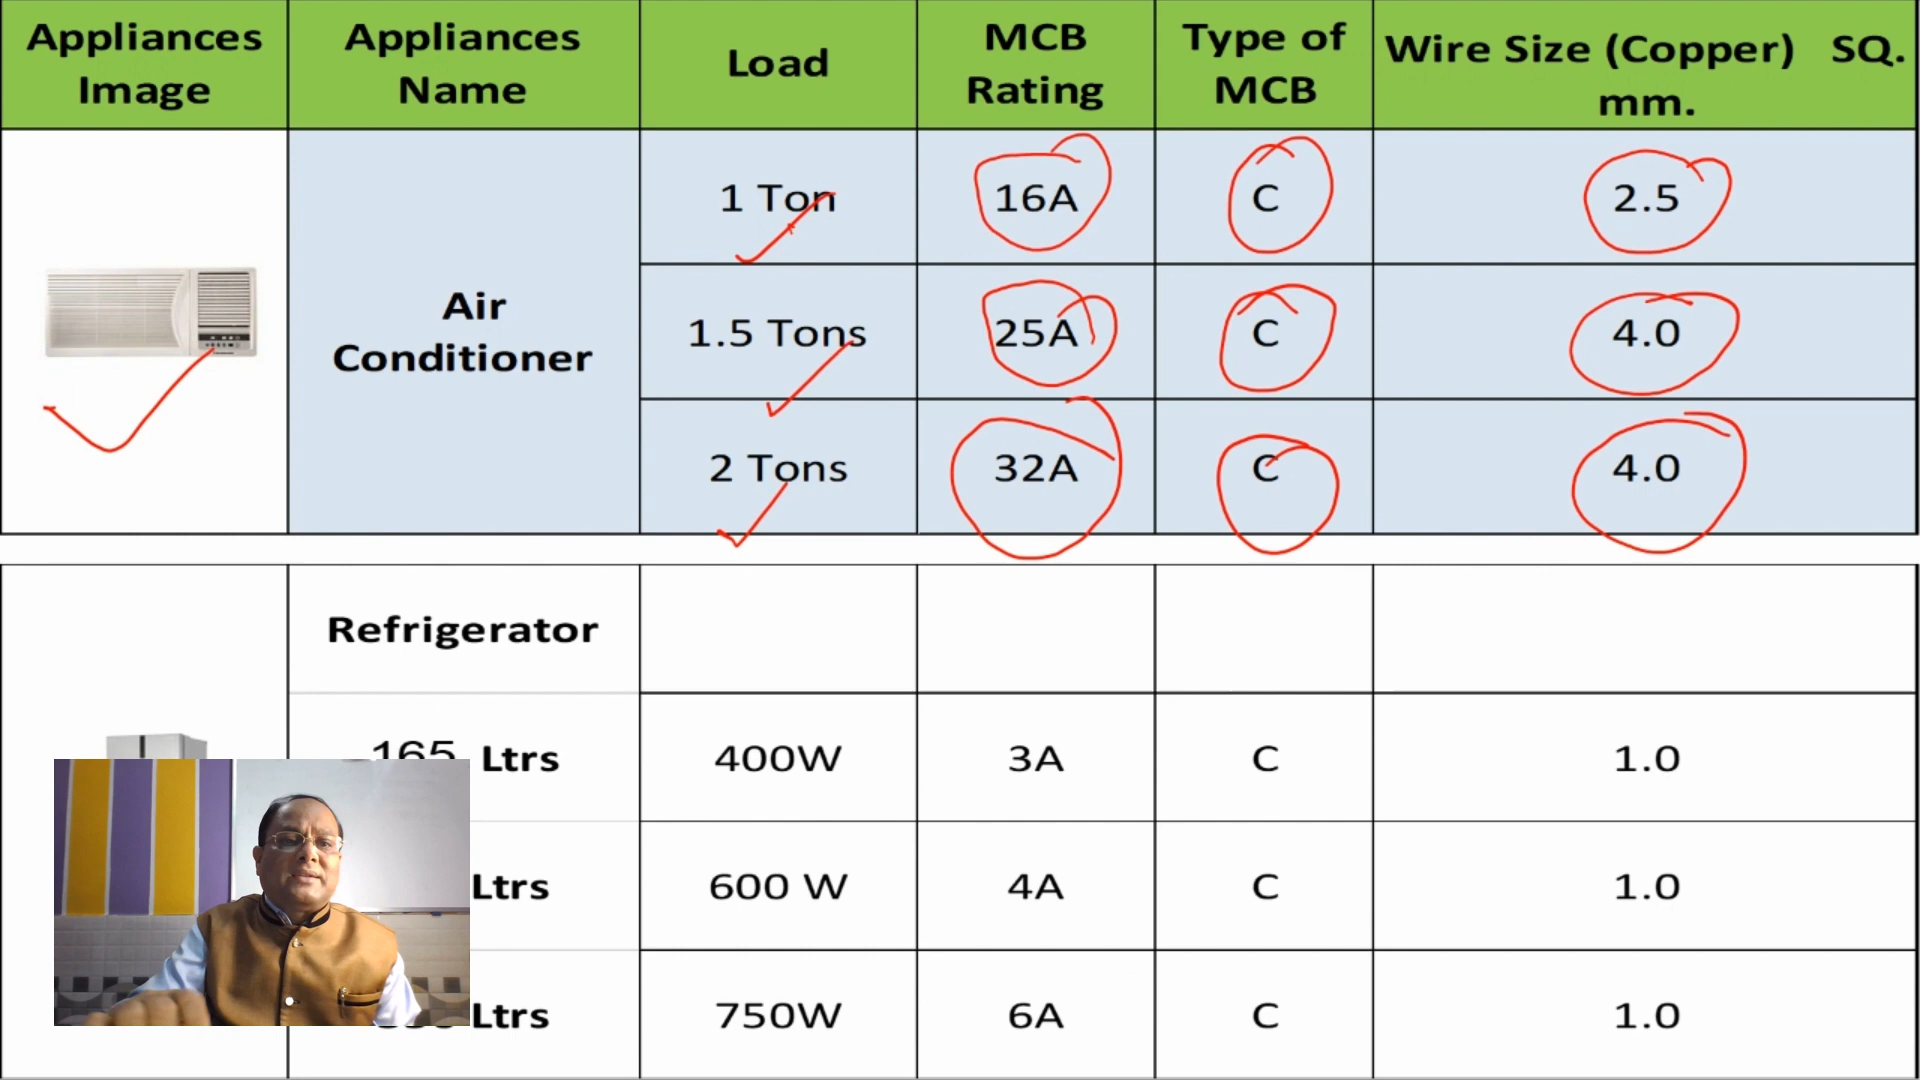 Appliances Image
Appliances Name
Load
MCB Rating
Type of MCB
Wire Size (Copper) SQ. mm.
Air Conditioner
1 Ton 16A C 2.5
1.5 Tons 25A C 4.0
2 Tons 32A C 4.0
Refrigerator
165 Ltrs 400W 3A C 1.0
Ltrs 600 W 4A C 1.0
Ltrs 750W 6A C 1.0